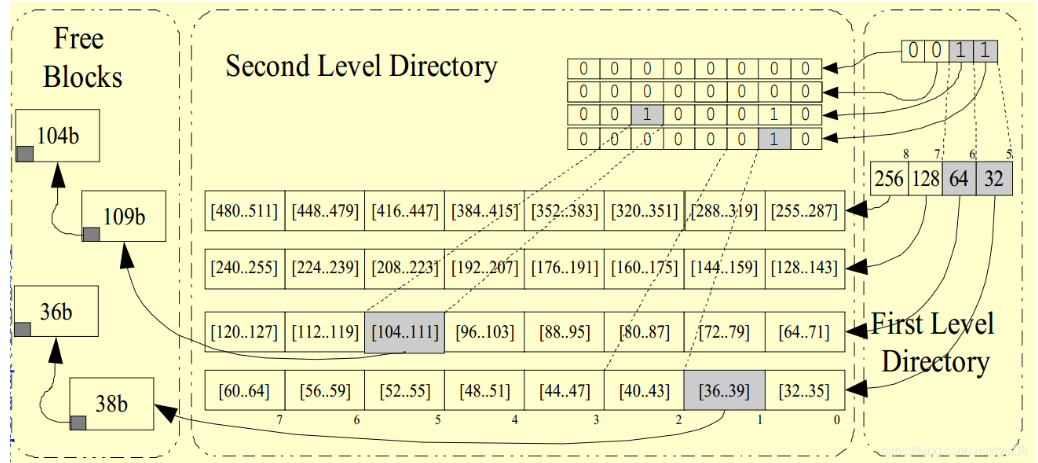 Free
Blocks
Second Level Directory
0 0 1 1
0 0 0 0 0 0 0 0
0 0 0 0 0 0 0 0
0 0 1 0 0 0 1 0
0 0 0 0 0 0 1 0
104b
109b
36b
38b
8 7 6 5
256 128 64 32
[480..511] [448..479] [416..447] [384..415] [352..383] [320..351] [288..319] [255..287]
[240..255] [224..239] [208..223] [192..207] [176..191] [160..175] [144..159] [128..143]
[120..127] [112..119] [104..111] [96..103] [88..95] [80..87] [72..79] [64..71]
[60..64] [56..59] [52..55] [48..51] [44..47] [40..43] [36..39] [32..35]
7 6 5 4 3 2 1 0
First Level
Directory